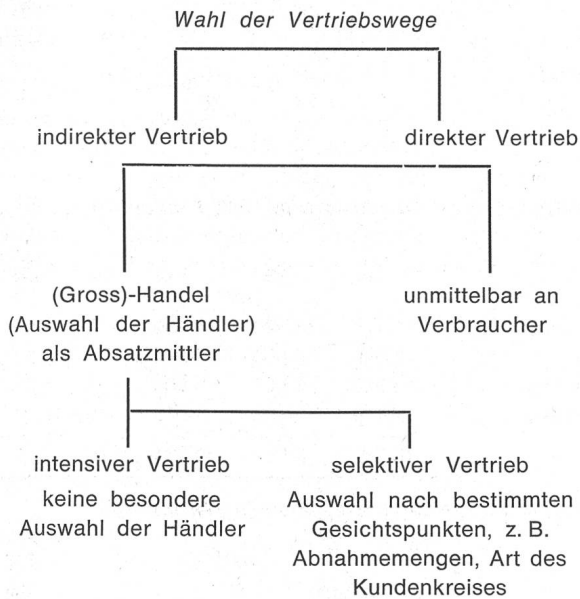 Wahl der Vertriebswege
indirekter Vertrieb
direkter Vertrieb
(Gross)-Handel
(Auswahl der Händler)
als Absatzmittler
unmittelbar an
Verbraucher
intensiver Vertrieb
keine besondere
Auswahl der Händler
selektiver Vertrieb
Auswahl nach bestimmten
Gesichtspunkten, z. B.
Abnahmemengen, Art des
Kundenkreises